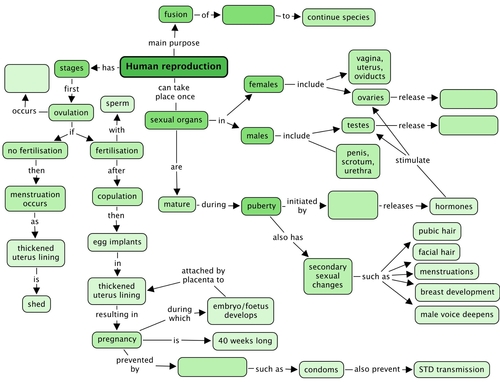 fusion
of
to
continue species
main purpose
Human reproduction
has
stages
first
can take
place once
vagina,
uterus,
oviducts
females
include
ovaries
release
occurs
ovulation
if
sperm
with
sexual organs
in
males
include
testes
release
no fertilisation
fertilisation
stimulate
penis,
scrotum,
urethra
then
after
are
menstruation
occurs
copulation
mature
during
puberty
initiated
by
releases
hormones
as
then
also has
pubic hair
thickened
uterus lining
egg implants
facial hair
in
secondary
sexual
changes
such as
menstruations
is
attached by
placenta to
thickened
uterus lining
breast development
shed
resulting in
during
which
embryo/foetus
develops
male voice deepens
pregnancy
is
40 weeks long
prevented
by
such as
condoms
also prevent
STD transmission